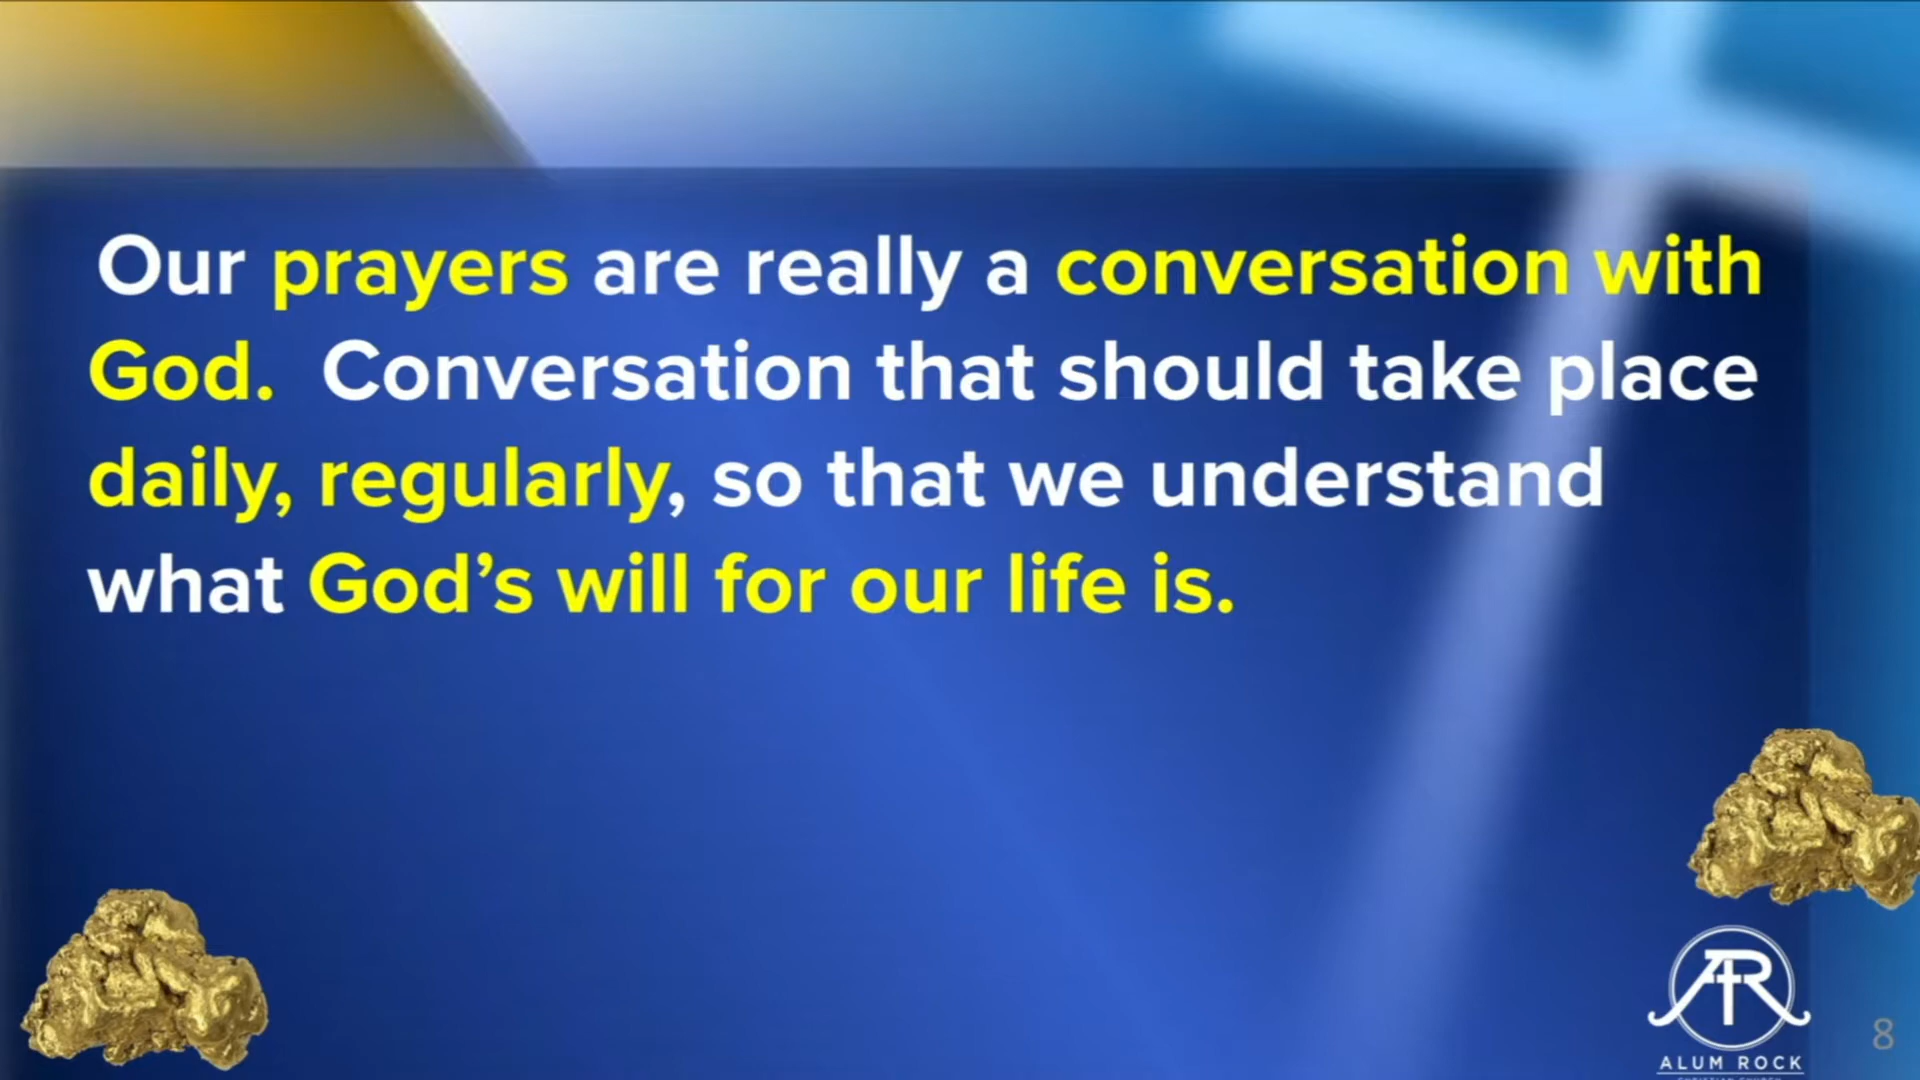 Our prayers are really a conversation with
God.  Conversation that should take place
daily, regularly, so that we understand
what God’s will for our life is.
AR
ALUM ROCK
8